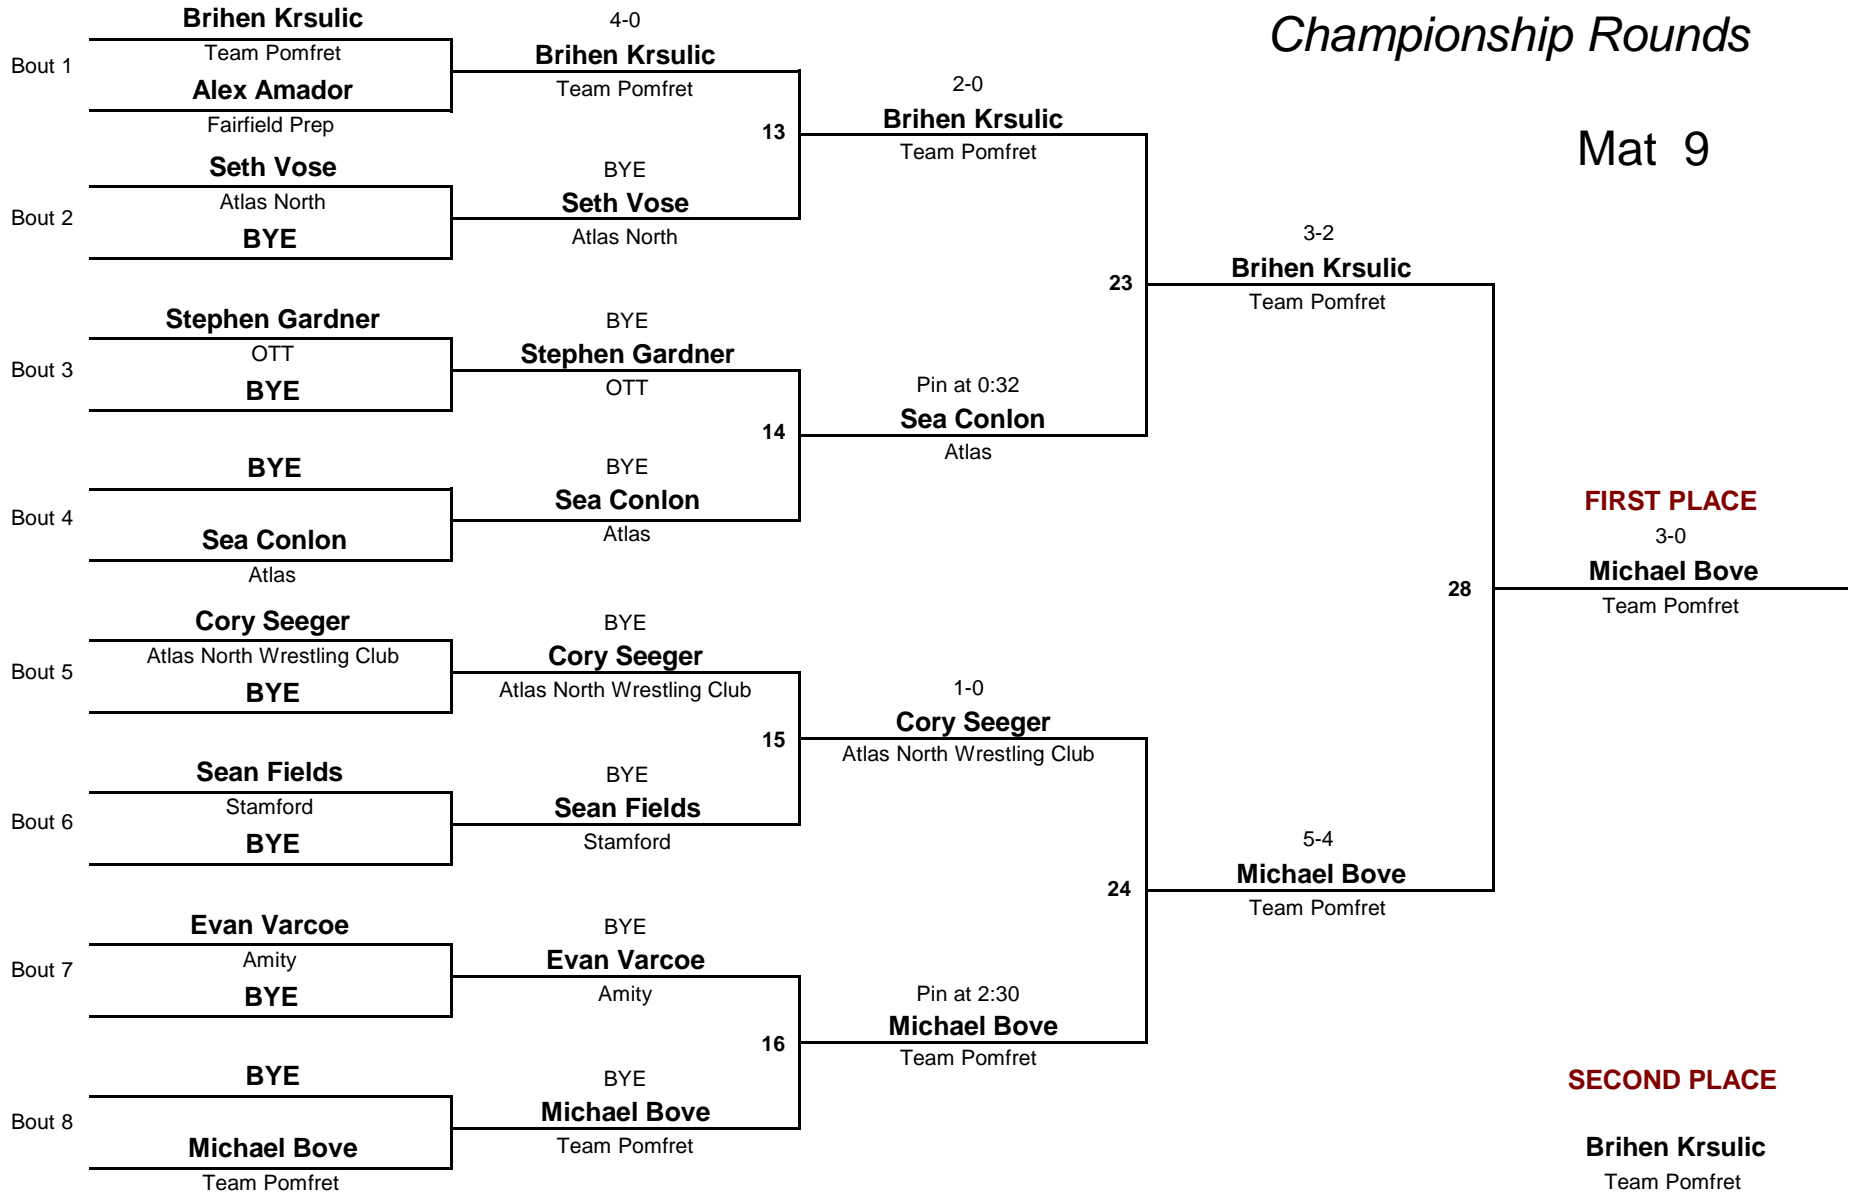 Championship Rounds
Mat 9
Bout 1
Brihen Krsulic
Team Pomfret
Alex Amador
Fairfield Prep
Bout 2
Seth Vose
Atlas North
BYE
Bout 3
Stephen Gardner
OTT
BYE
Bout 4
BYE
Sea Conlon
Atlas
Bout 5
Cory Seeger
Atlas North Wrestling Club
BYE
Bout 6
Sean Fields
Stamford
BYE
Bout 7
Evan Varcoe
Amity
BYE
Bout 8
BYE
Michael Bove
Team Pomfret
4-0
Brihen Krsulic
Team Pomfret
13
BYE
Seth Vose
Atlas North
BYE
Stephen Gardner
OTT
14
BYE
Sea Conlon
Atlas
BYE
Cory Seeger
Atlas North Wrestling Club
15
BYE
Sean Fields
Stamford
BYE
Evan Varcoe
Amity
16
BYE
Michael Bove
Team Pomfret
2-0
Brihen Krsulic
Team Pomfret
23
Pin at 0:32
Sea Conlon
Atlas
1-0
Cory Seeger
Atlas North Wrestling Club
24
Pin at 2:30
Michael Bove
Team Pomfret
3-2
Brihen Krsulic
Team Pomfret
28
5-4
Michael Bove
Team Pomfret
FIRST PLACE
3-0
Michael Bove
Team Pomfret
SECOND PLACE
Brihen Krsulic
Team Pomfret